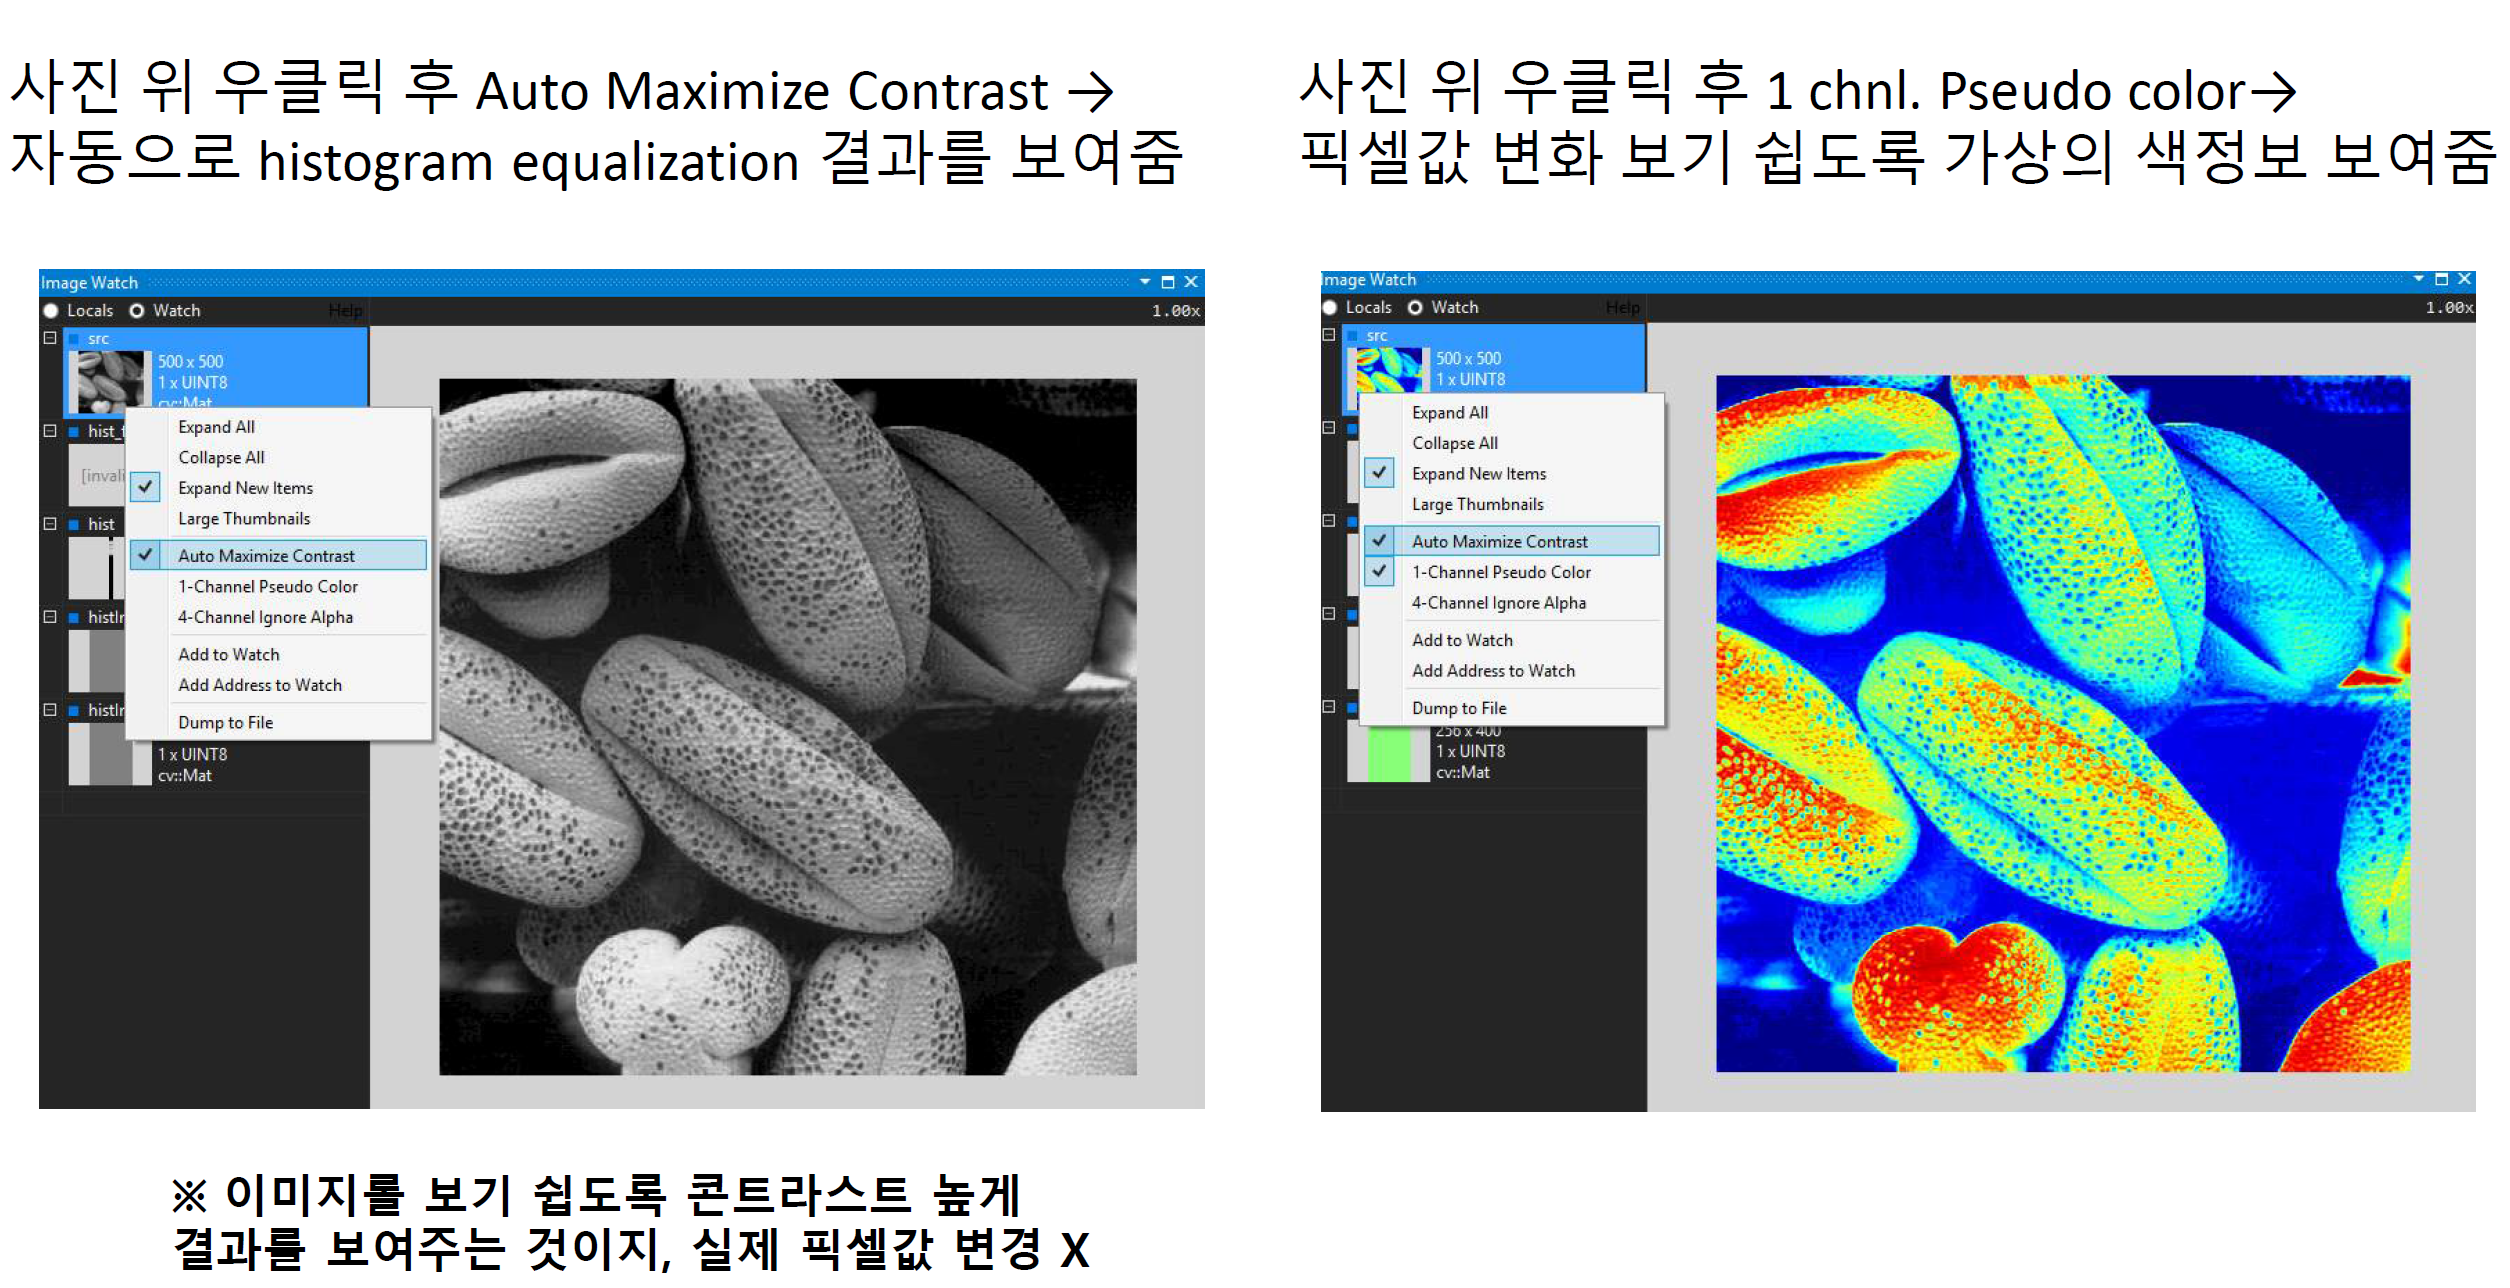 사진 위 우클릭 후 Auto Maximize Contrast →
자동으로 histogram equalization 결과를 보여줌
사진 위 우클릭 후 1 chnl. Pseudo color→
픽셀값 변화 보기 쉽도록 가상의 색정보 보여줌
Image Watch
Locals Watch Help
1.00x
src
500 x 500
1 x UINT8
cv::Mat
hist_f
[invali
hist
histIr
histIr
1 x UINT8
cv::Mat
Expand All
Collapse All
Expand New Items
Large Thumbnails
Auto Maximize Contrast
1-Channel Pseudo Color
4-Channel Ignore Alpha
Add to Watch
Add Address to Watch
Dump to File
Image Watch
Locals Watch Help
1.00x
src
500 x 500
1 x UINT8
Expand All
Collapse All
Expand New Items
Large Thumbnails
Auto Maximize Contrast
1-Channel Pseudo Color
4-Channel Ignore Alpha
Add to Watch
Add Address to Watch
Dump to File
256 x 400
1 x UINT8
cv::Mat
※ 이미지를 보기 쉽도록 콘트라스트 높게
결과를 보여주는 것이지, 실제 픽셀값 변경 X